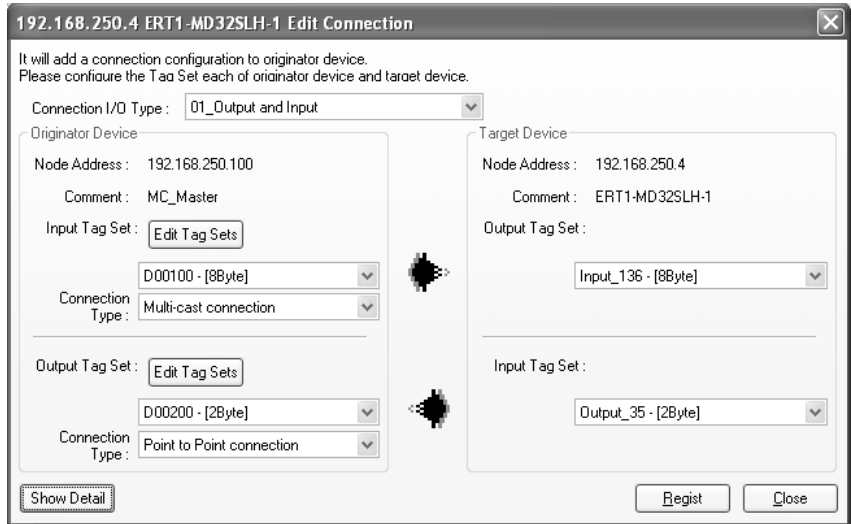 192.168.250.4 ERT1-MD32SLH-1 Edit Connection
It will add a connection configuration to originator device.
Please configure the Tag Set each of originator device and target device.
Connection I/O Type : 01_Output and Input
Originator Device
Node Address : 192.168.250.100
Comment : MC_Master
Input Tag Set : Edit Tag Sets
D00100 - [8Byte]
Connection Type : Multi-cast connection
Output Tag Set : Edit Tag Sets
D00200 - [2Byte]
Connection Type : Point to Point connection
Target Device
Node Address : 192.168.250.4
Comment : ERT1-MD32SLH-1
Output Tag Set :
Input_136 - [8Byte]
Input Tag Set :
Output_35 - [2Byte]
Show Detail
Regist
Close